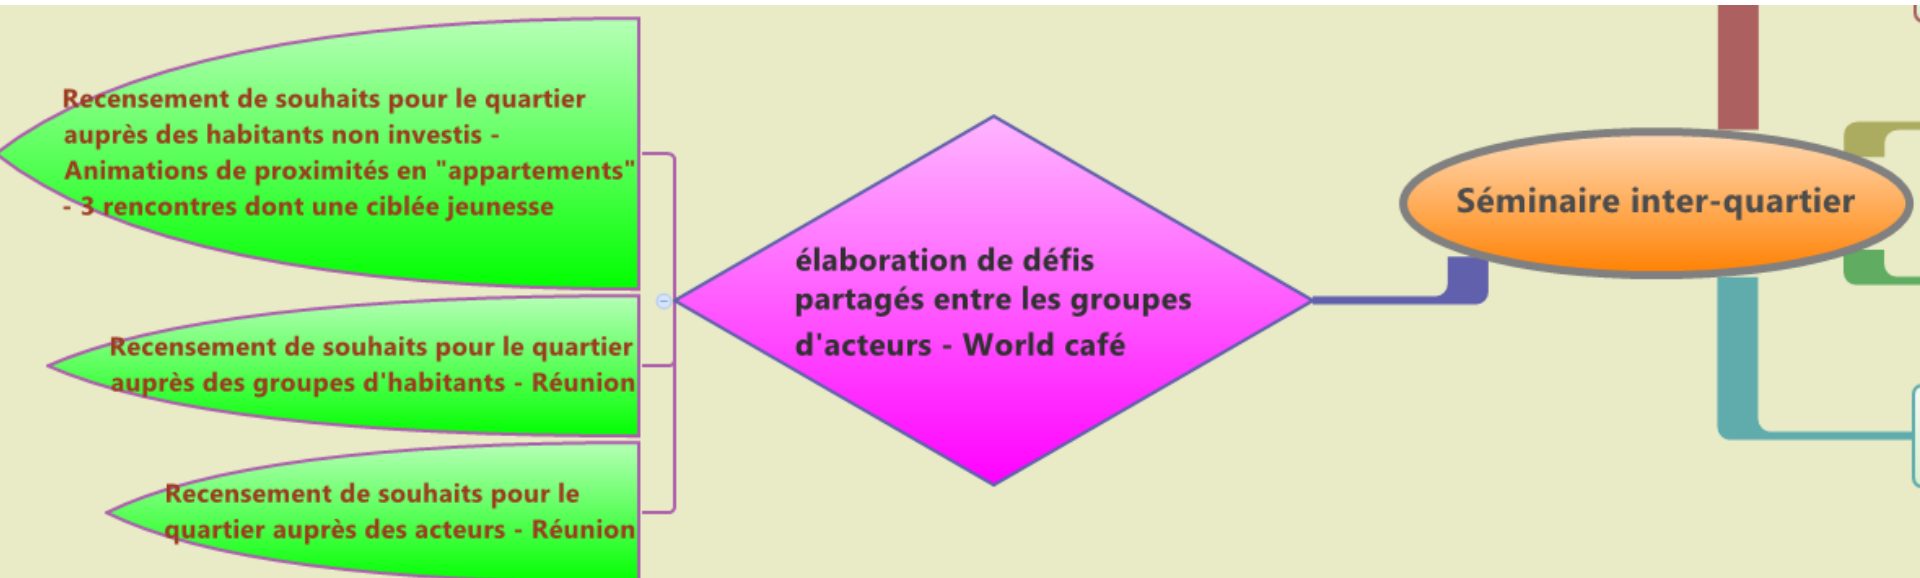 Recensement de souhaits pour le quartier
auprès des habitants non investis -
Animations de proximités en "appartements"
- 3 rencontres dont une ciblée jeunesse
Recensement de souhaits pour le quartier
auprès des groupes d'habitants - Réunion
Recensement de souhaits pour le
quartier auprès des acteurs - Réunion
élaboration de défis
partagés entre les groupes
d'acteurs - World café
Séminaire inter-quartier